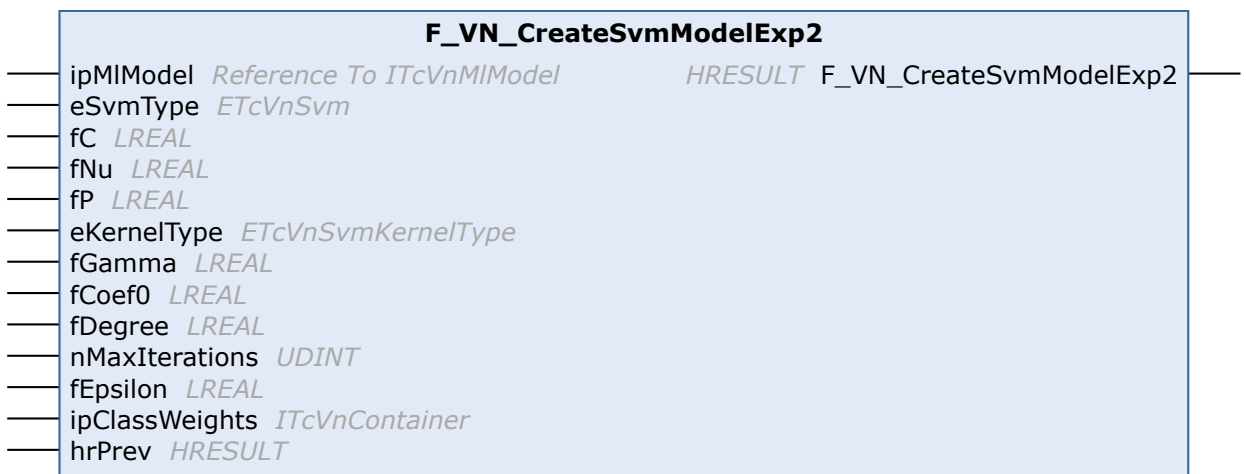 F_VN_CreateSvmModelExp2
ipMlModel Reference To ITcVnMlModel HRESULT F_VN_CreateSvmModelExp2
eSvmType ETcVnSvm
fC LREAL
fNu LREAL
fP LREAL
eKernelType ETcVnSvmKernelType
fGamma LREAL
fCoef0 LREAL
fDegree LREAL
nMaxIterations UDINT
fEpsilon LREAL
ipClassWeights ITcVnContainer
hrPrev HRESULT